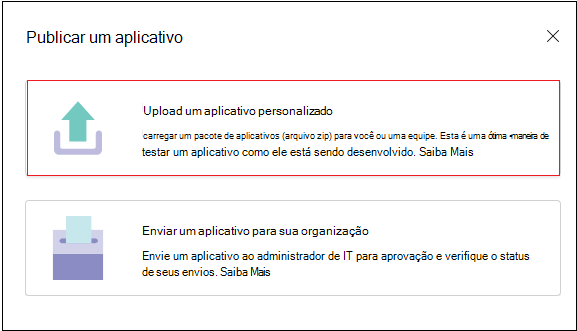 Publicar um aplicativo
Upload um aplicativo personalizado
carregar um pacote de aplicativos (arquivo zip) para você ou uma equipe. Esta é uma ótima maneira de
testar um aplicativo como ele está sendo desenvolvido. Saiba Mais
Enviar um aplicativo para sua organização
Envie um aplicativo ao administrador de IT para aprovação e verifique o status
de seus envios. Saiba Mais